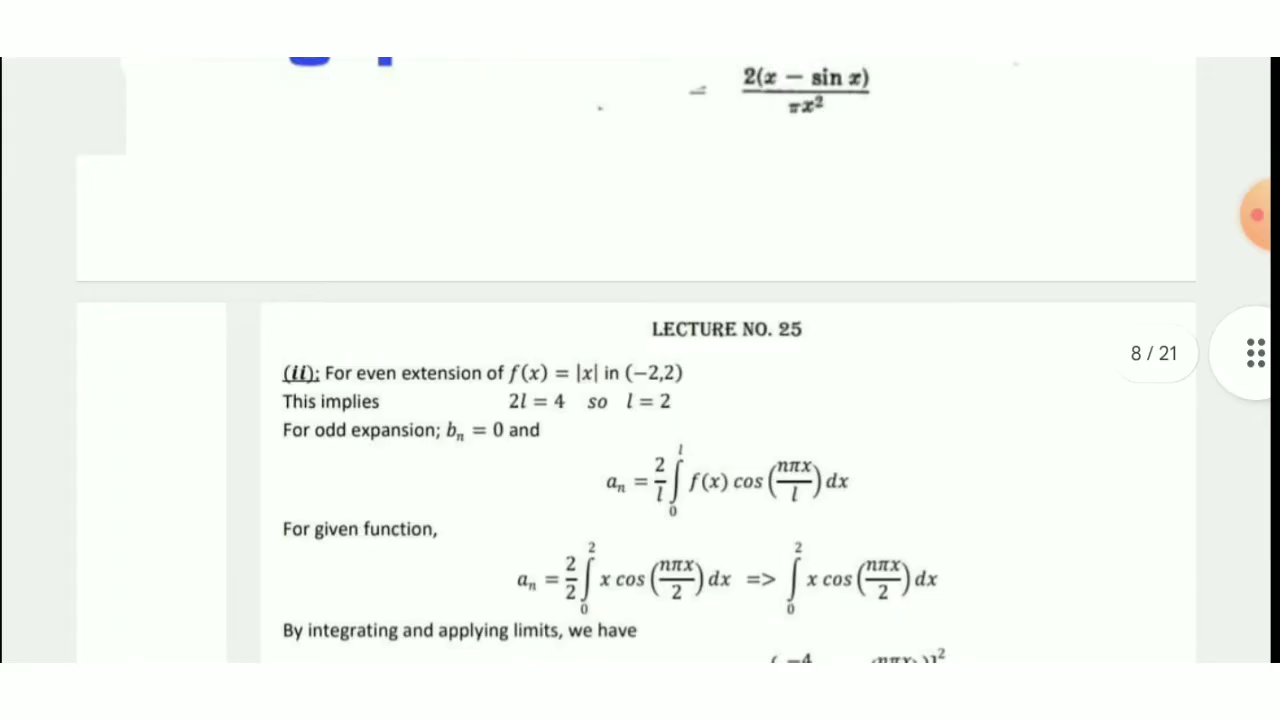 = 2(x − sin x) / πx²
LECTURE NO. 25
8 / 21
(ii): For even extension of f(x) = |x| in (−2,2)
This implies 2l = 4 so l = 2
For odd expansion; bₙ = 0 and
aₙ = 2/l ∫₀ˡ f(x) cos (nπx/l) dx
For given function,
aₙ = 2/2 ∫₀² x cos (nπx/2) dx => ∫₀² x cos (nπx/2) dx
By integrating and applying limits, we have